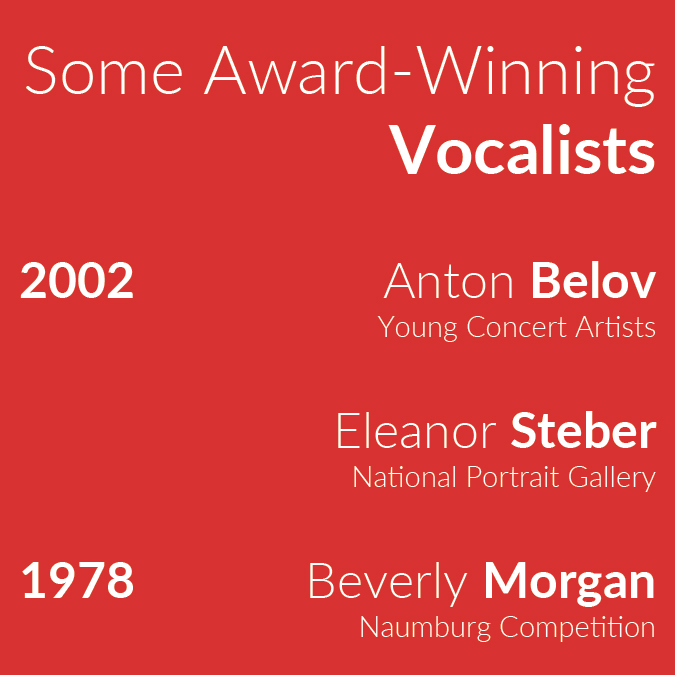 Some Award-Winning
Vocalists
2002 Anton Belov
Young Concert Artists
Eleanor Steber
National Portrait Gallery
1978 Beverly Morgan
Naumburg Competition